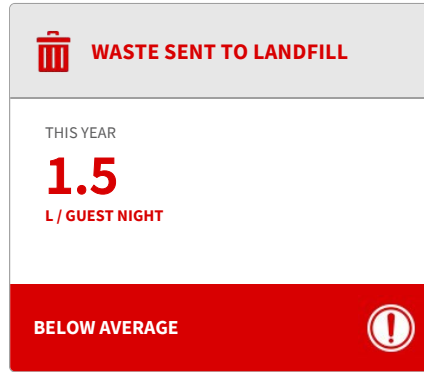 WASTE SENT TO LANDFILL
THIS YEAR
1.5
L / GUEST NIGHT
BELOW AVERAGE